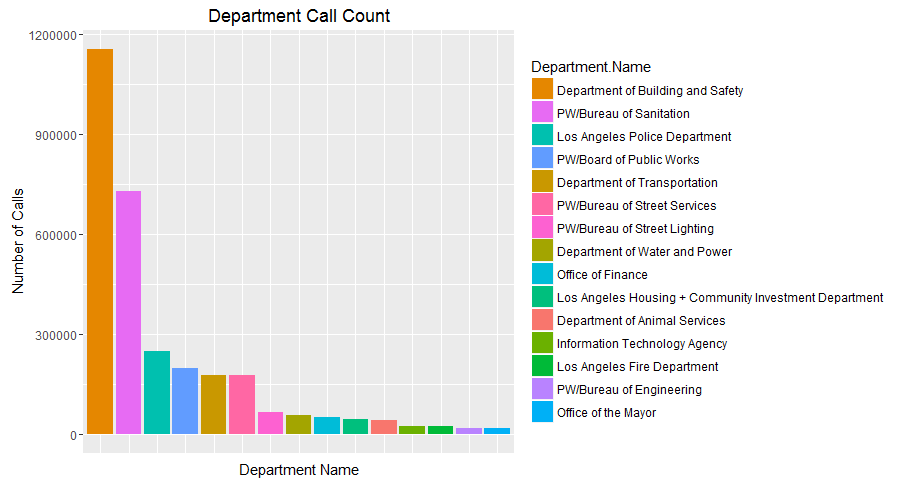 Department Call Count
1200000
900000
600000
300000
0
Number of Calls
Department Name
Department.Name
Department of Building and Safety
PW/Bureau of Sanitation
Los Angeles Police Department
PW/Board of Public Works
Department of Transportation
PW/Bureau of Street Services
PW/Bureau of Street Lighting
Department of Water and Power
Office of Finance
Los Angeles Housing + Community Investment Department
Department of Animal Services
Information Technology Agency
Los Angeles Fire Department
PW/Bureau of Engineering
Office of the Mayor